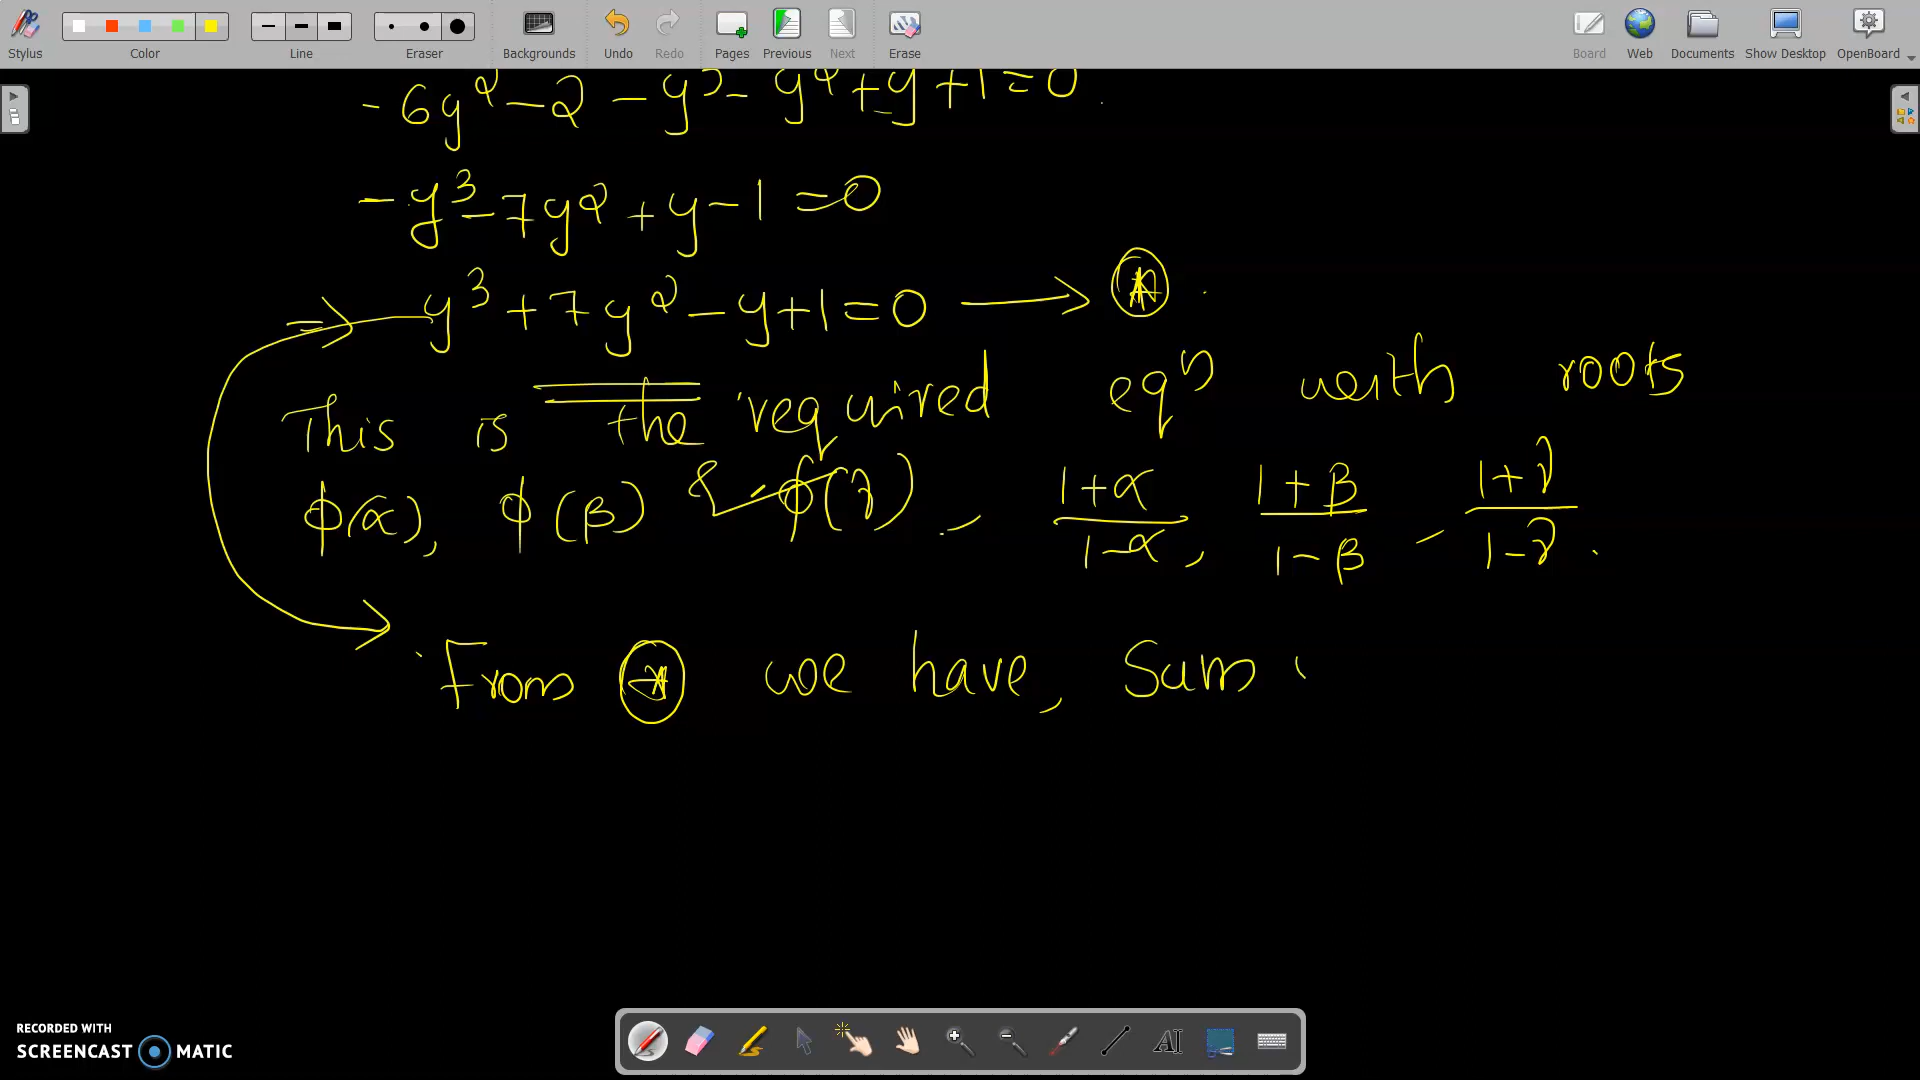 Stylus Color Line Eraser Backgrounds Undo Redo Pages Previous Next Erase Board Web Documents Show Desktop OpenBoard
-6y² - 2 - y³ - y² + y + 1 = 0.
-y³ - 7y² + y - 1 = 0
⇒ y³ + 7y² - y + 1 = 0 → ⊛.
This is the required eqn with roots
ϕ(α), ϕ(β) & ϕ(γ). - 1+α/1-α, 1+β/1-β - 1+γ/1-γ.
From ⊛ we have, Sum
RECORDED WITH
SCREENCAST MATIC
AI